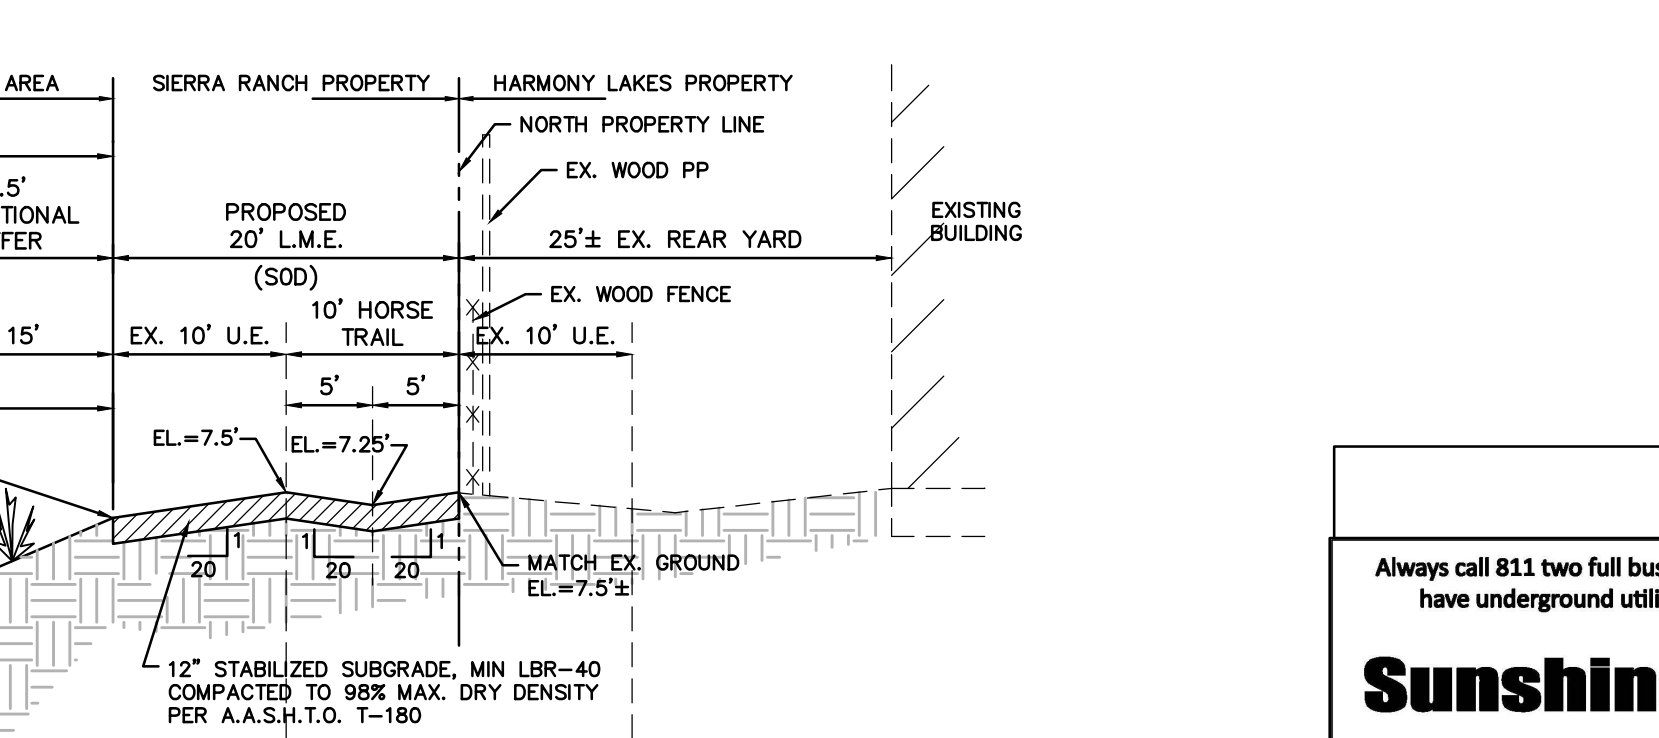 AREA
SIERRA RANCH PROPERTY
HARMONY LAKES PROPERTY
NORTH PROPERTY LINE
EX. WOOD PP
.5'
TIONAL
FER
PROPOSED
20' L.M.E.
(SOD)
25'± EX. REAR YARD
EXISTING
BUILDING
EX. WOOD FENCE
10' HORSE
TRAIL
15'
EX. 10' U.E.
EX. 10' U.E.
5'
5'
EL.=7.5'
EL.=7.25'
1
20
1
20
1
20
MATCH EX. GROUND
EL.=7.5'±
12" STABILIZED SUBGRADE, MIN LBR-40
COMPACTED TO 98% MAX. DRY DENSITY
PER A.A.S.H.T.O. T-180
Always call 811 two full bus
have underground utili
Sunshin